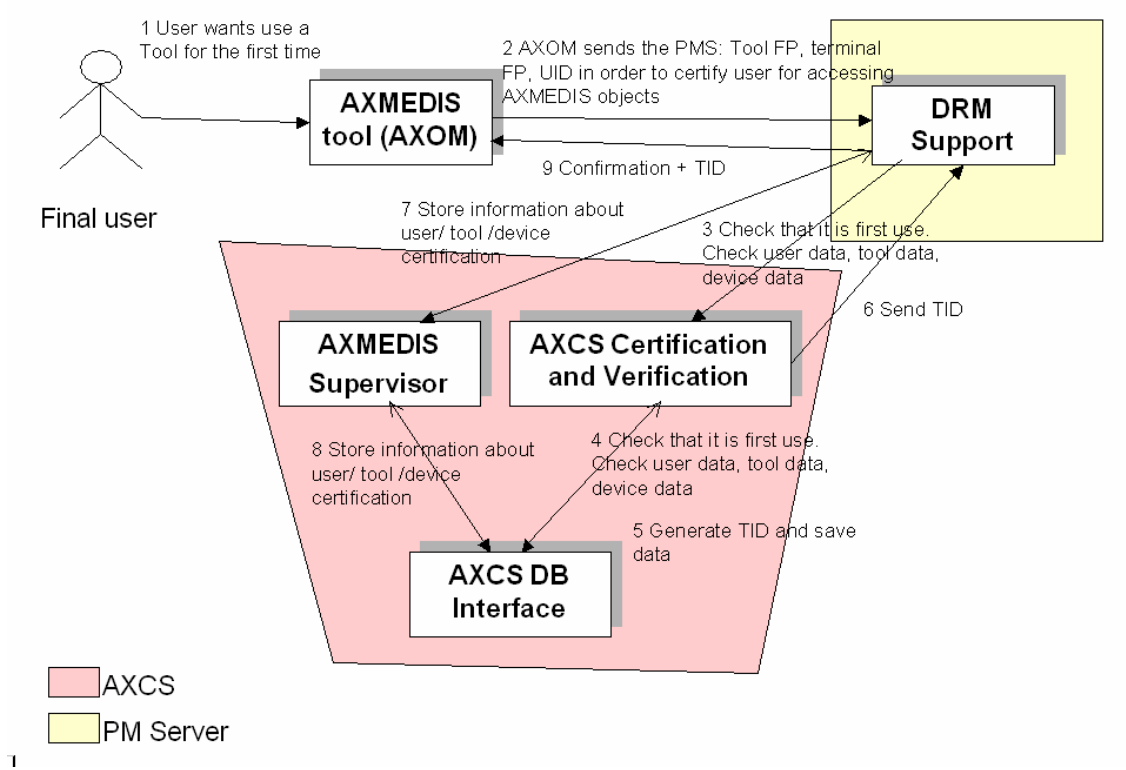 1 User wants use a
Tool for the first time
2 AXOM sends the PMS: Tool FP, terminal
FP, UID in order to certify user for accessing
AXMEDIS objects
AXMEDIS
tool (AXOM)
DRM
Support
9 Confirmation + TID
Final user
7 Store information about
user/ tool /device
certification
3 Check that it is first use.
Check user data, tool data,
device data
6 Send TID
AXMEDIS
Supervisor
AXCS Certification
and Verification
8 Store information about
user/ tool /device
certification
4 Check that it is first use.
Check user data, tool data,
device data
5 Generate TID and save
data
AXCS DB
Interface
AXCS
PM Server